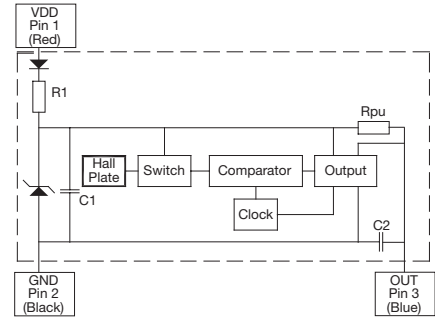 VDD
Pin 1
(Red)
R1
Rpu
Hall
Plate
Switch
Comparator
Output
C1
Clock
C2
GND
Pin 2
(Black)
OUT
Pin 3
(Blue)